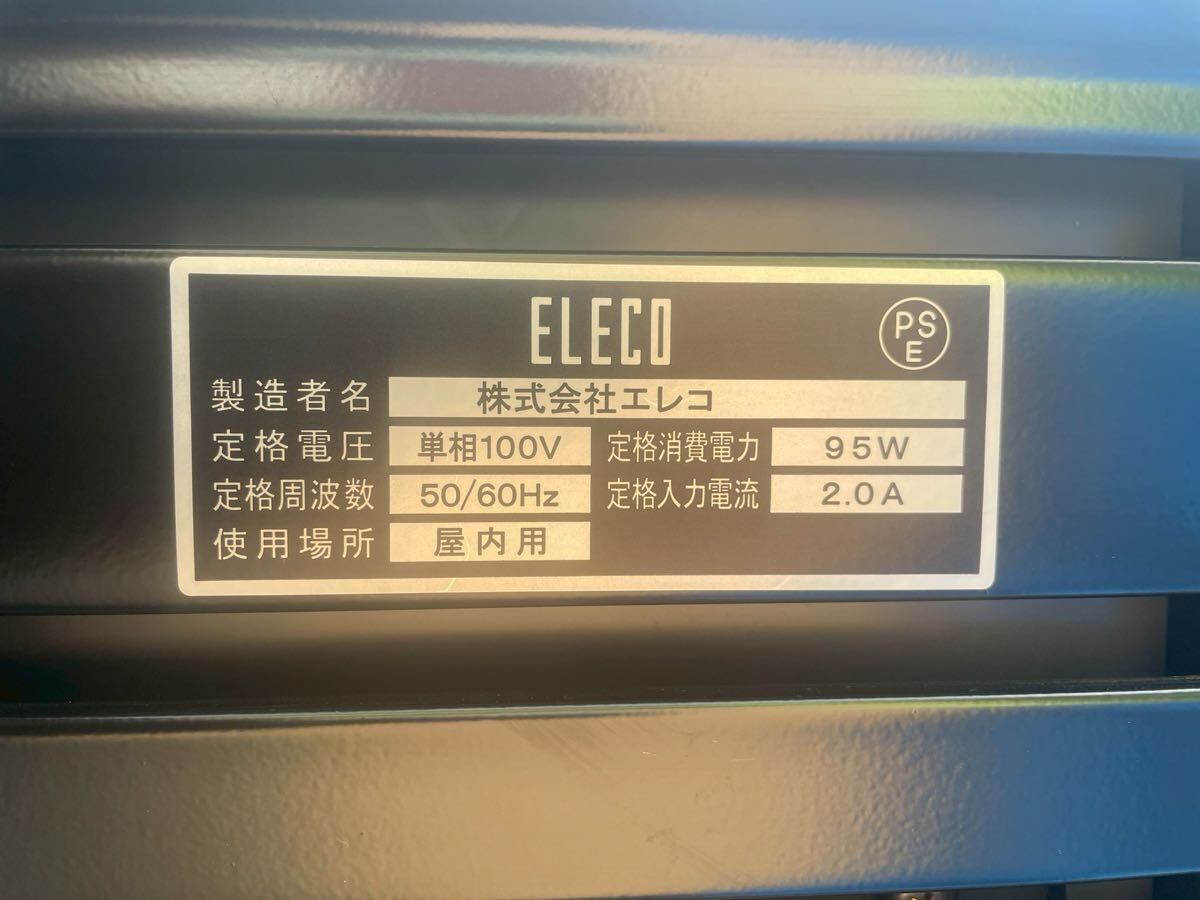 ELECO
PS
E
製造者名 株式会社エレコ
定格電圧 単相100V 定格消費電力 95W
定格周波数 50/60Hz 定格入力電流 2.0A
使用場所 屋内用